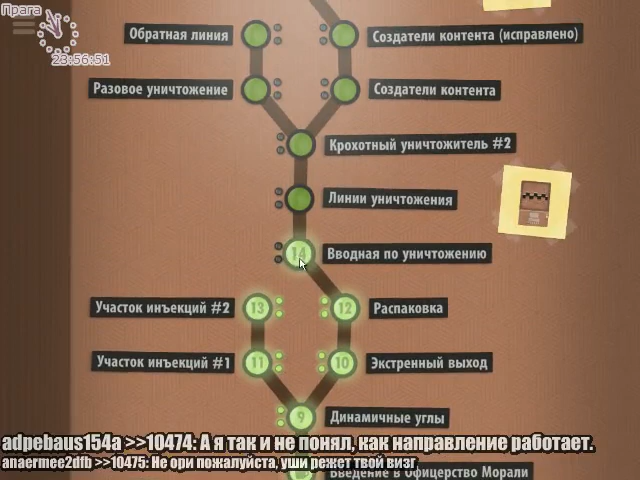 Прага
23:56:51
Обратная линия
Создатели контента (исправлено)
Разовое уничтожение
Создатели контента
Крохотный уничтожитель #2
Линии уничтожения
14
Вводная по уничтожению
Участок инъекций #2
13
12
Распаковка
Участок инъекций #1
11
10
Экстренный выход
9
Динамичные углы
adpebaus154a >>10474: А я так и не понял, как направление работает.
anaermee2dfb >>10475: Не ори пожалуйста, уши режет твой визг
Введение в Офицерство Морали